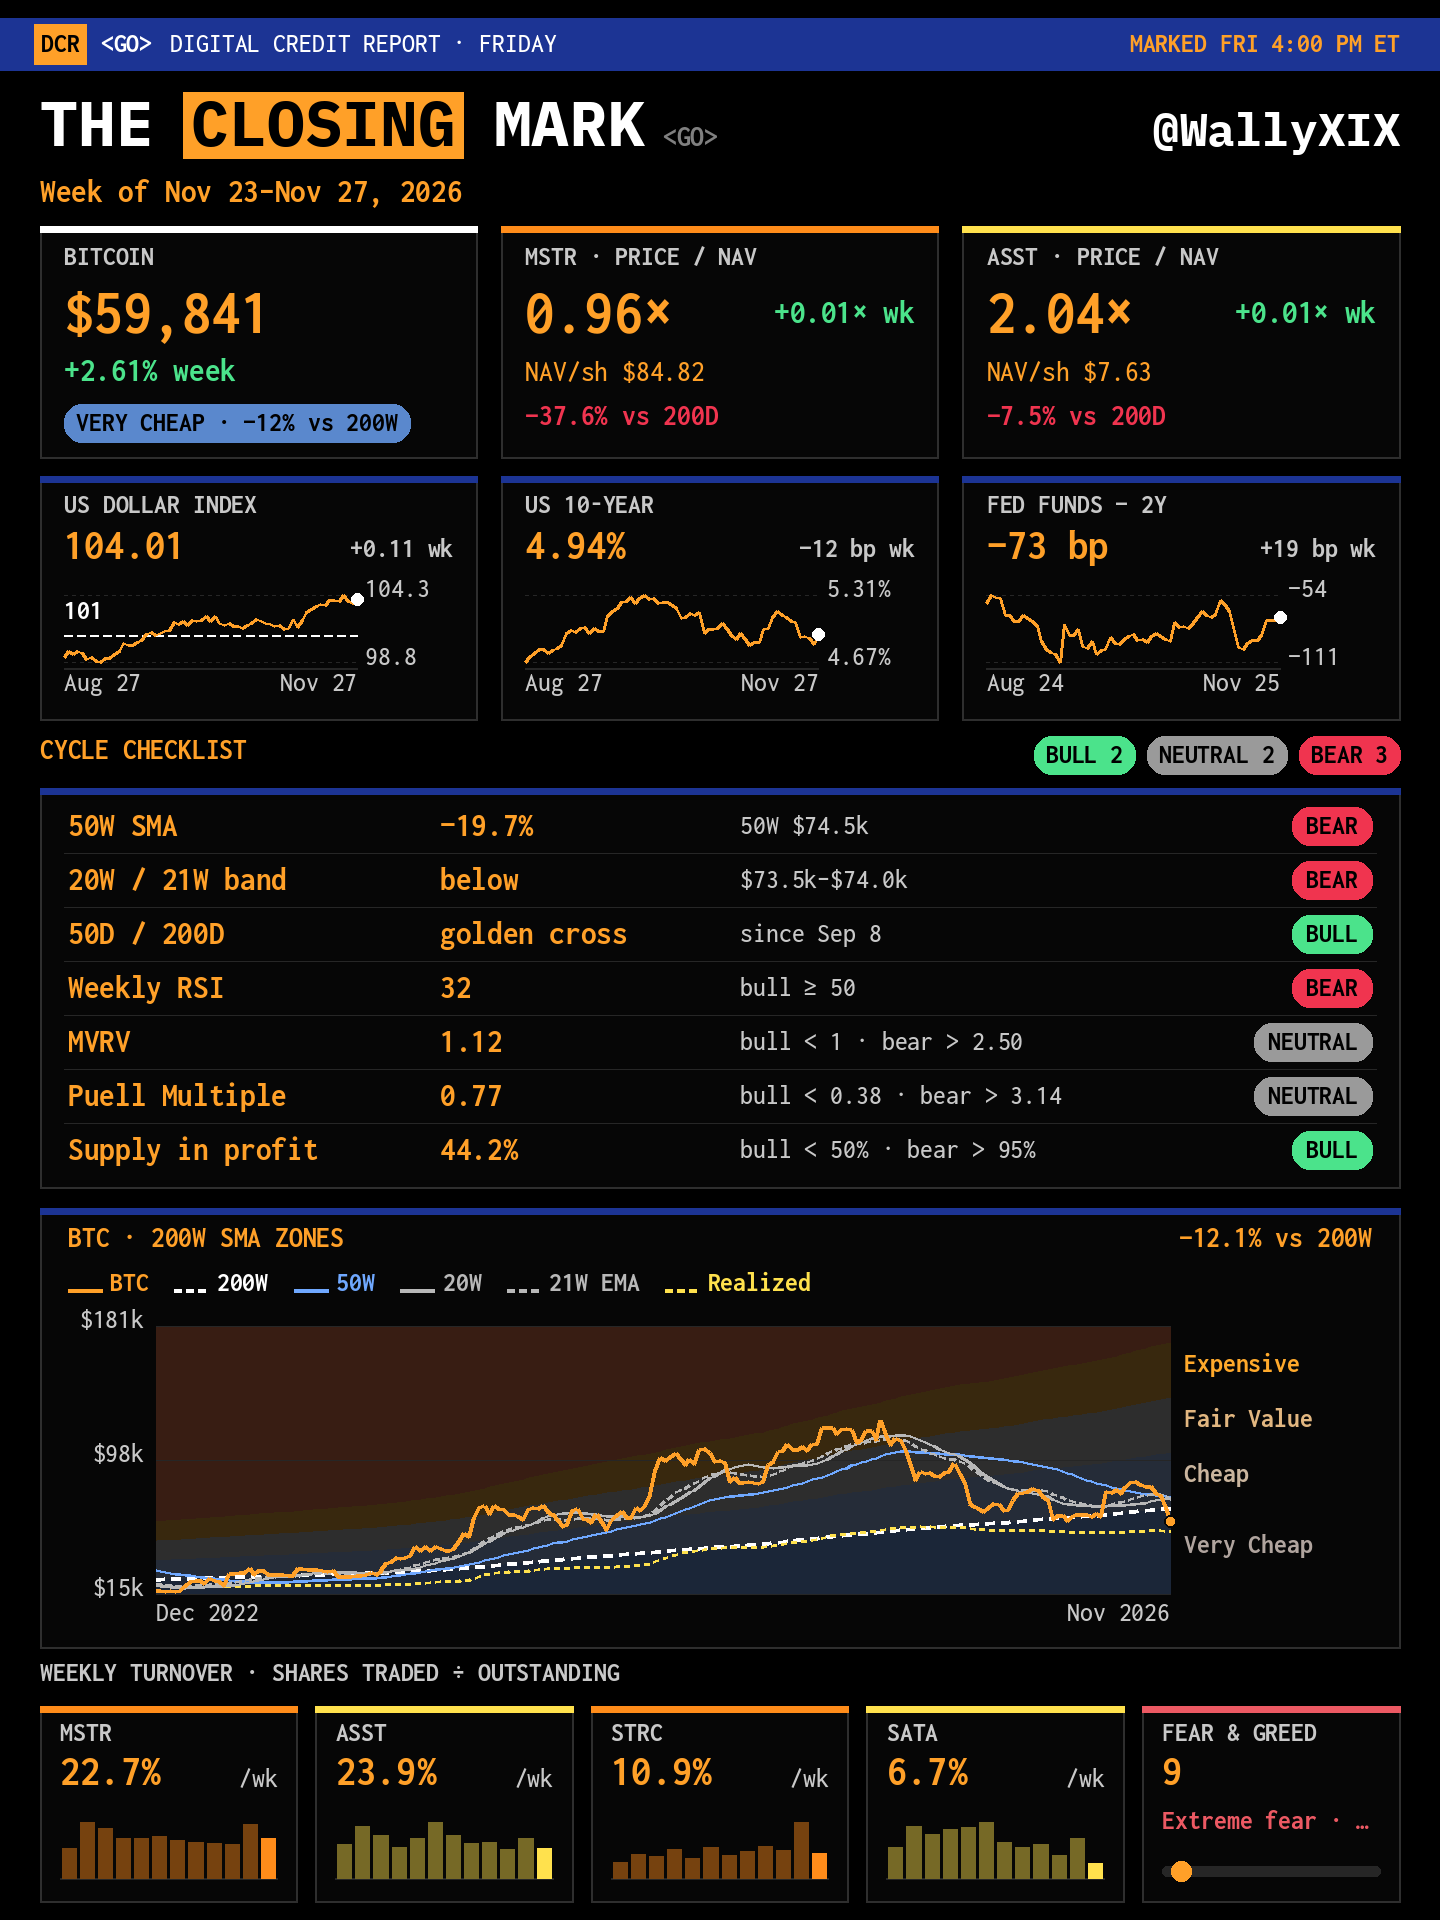 DCR <GO> DIGITAL CREDIT REPORT · FRIDAY MARKED FRI 4:00 PM ET
THE CLOSING MARK <GO> @WallyXIX
Week of Nov 23–Nov 27, 2026
BITCOIN
$59,841
+2.61% week
VERY CHEAP · −12% vs 200W
MSTR · PRICE / NAV
0.96× +0.01× wk
NAV/sh $84.82
−37.6% vs 200D
ASST · PRICE / NAV
2.04× +0.01× wk
NAV/sh $7.63
−7.5% vs 200D
US DOLLAR INDEX
104.01 +0.11 wk
104.3
101
98.8
Aug 27 Nov 27
US 10-YEAR
4.94% −12 bp wk
5.31%
4.67%
Aug 27 Nov 27
FED FUNDS − 2Y
−73 bp +19 bp wk
−54
−111
Aug 24 Nov 25
CYCLE CHECKLIST BULL 2 NEUTRAL 2 BEAR 3
50W SMA −19.7% 50W $74.5k BEAR
20W / 21W band below $73.5k–$74.0k BEAR
50D / 200D golden cross since Sep 8 BULL
Weekly RSI 32 bull ≥ 50 BEAR
MVRV 1.12 bull < 1 · bear > 2.50 NEUTRAL
Puell Multiple 0.77 bull < 0.38 · bear > 3.14 NEUTRAL
Supply in profit 44.2% bull < 50% · bear > 95% BULL
BTC · 200W SMA ZONES −12.1% vs 200W
BTC 200W 50W 20W 21W EMA Realized
$181k
Expensive
Fair Value
$98k
Cheap
Very Cheap
$15k
Dec 2022 Nov 2026
WEEKLY TURNOVER · SHARES TRADED ÷ OUTSTANDING
MSTR
22.7% /wk
ASST
23.9% /wk
STRC
10.9% /wk
SATA
6.7% /wk
FEAR & GREED
9
Extreme fear · …